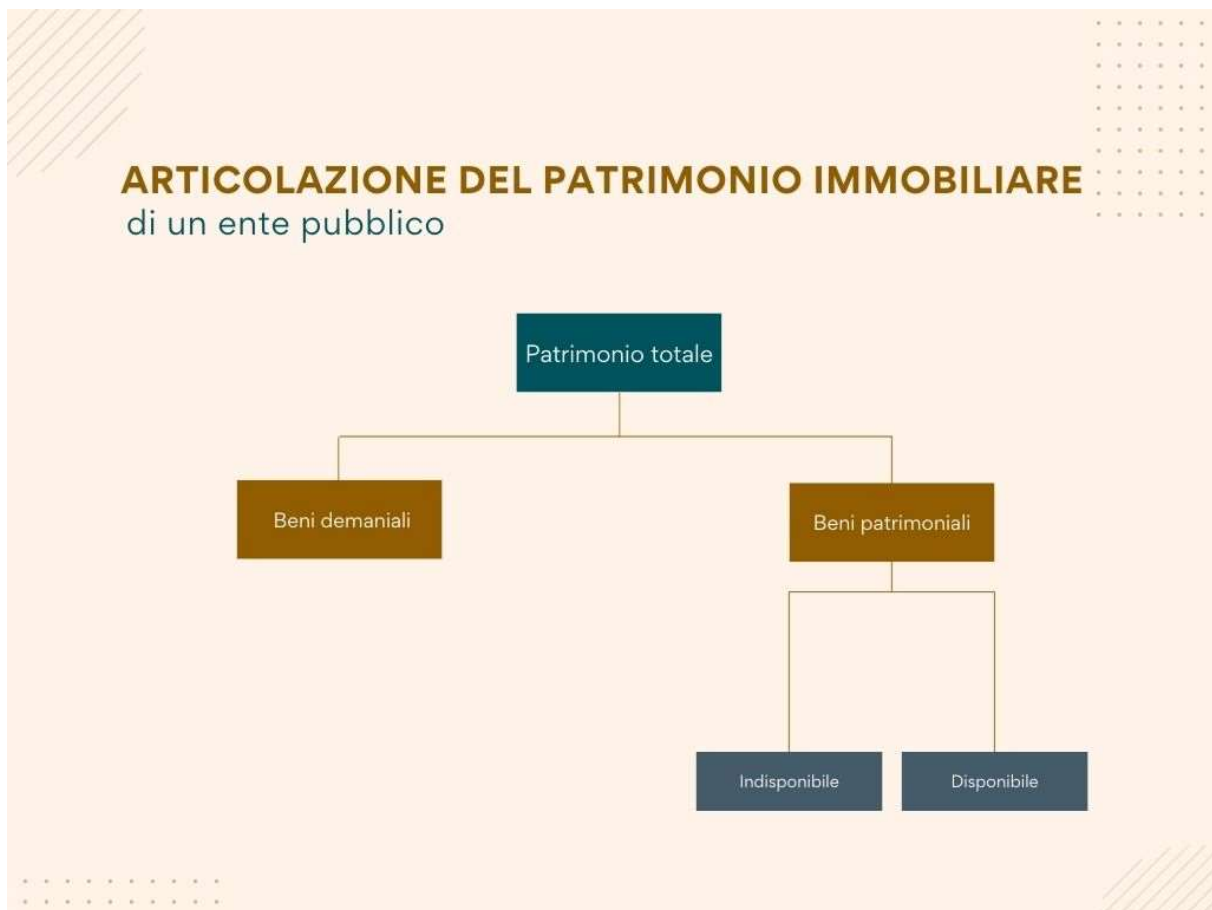 ARTICOLAZIONE DEL PATRIMONIO IMMOBILIARE
di un ente pubblico
Patrimonio totale
Beni demaniali
Beni patrimoniali
Indisponibile
Disponibile